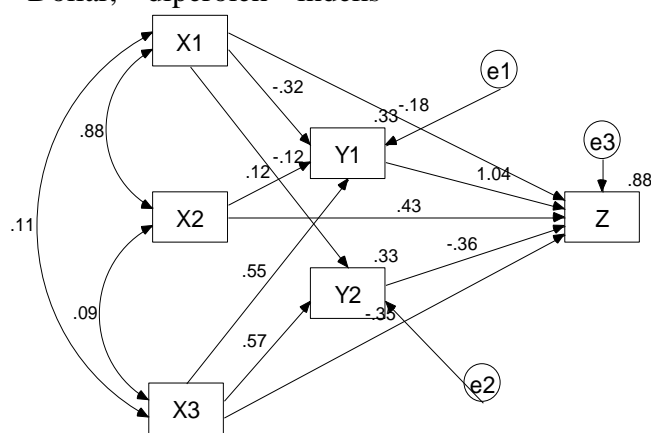 Dollar, diperoleh indeks
X1
e1
-.32
-.18
.33
.88
Y1
e3
.12
-.12
1.04
.88
X2
.43
Z
.11
.55
.33
-.36
Y2
.09
.57
-.35
e2
X3